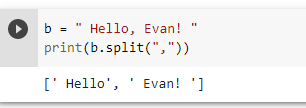 b = " Hello, Evan! "
print(b.split(","))
[' Hello', ' Evan! ']